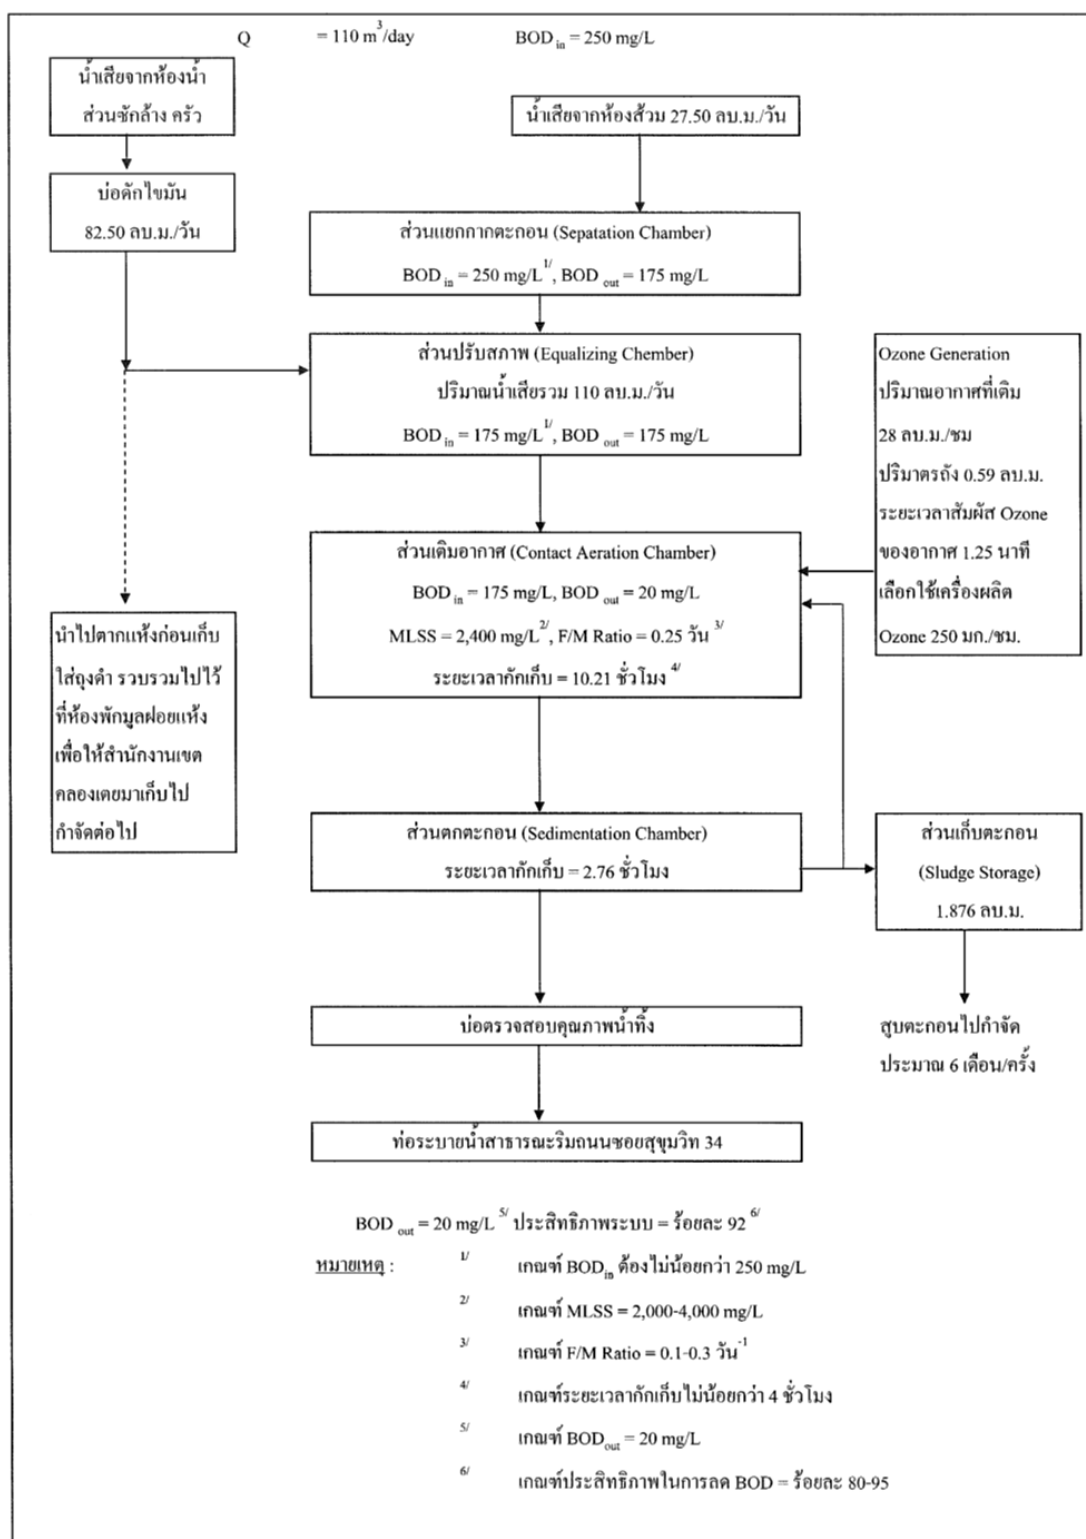 Q = 110 m³/day BOD in = 250 mg/L
น้ำเสียจากห้องน้ำ
ส่วนซักล้าง ครัว
น้ำเสียจากห้องส้วม 27.50 ลบ.ม./วัน
บ่อดักไขมัน
82.50 ลบ.ม./วัน
ส่วนแยกกากตะกอน (Sepatation Chamber)
BOD in = 250 mg/L 1/, BOD out = 175 mg/L
ส่วนปรับสภาพ (Equalizing Chember)
ปริมาณน้ำเสียรวม 110 ลบ.ม./วัน
BOD in = 175 mg/L 1/, BOD out = 175 mg/L
Ozone Generation
ปริมาณอากาศที่เติม
28 ลบ.ม./ชม
ปริมาตรถัง 0.59 ลบ.ม.
ระยะเวลาสัมผัส Ozone
ของอากาศ 1.25 นาที
เลือกใช้เครื่องผลิต
Ozone 250 มก./ชม.
ส่วนเติมอากาศ (Contact Aeration Chamber)
BOD in = 175 mg/L, BOD out = 20 mg/L
MLSS = 2,400 mg/L 2/, F/M Ratio = 0.25 วัน 3/
ระยะเวลากักเก็บ = 10.21 ชั่วโมง 4/
นำไปตากแห้งก่อนเก็บ
ใส่ถุงดำ รวบรวมไปไว้
ที่ห้องพักมูลฝอยแห้ง
เพื่อให้สำนักงานเขต
คลองเตยมาเก็บไป
กำจัดต่อไป
ส่วนตกตะกอน (Sedimentation Chamber)
ระยะเวลากักเก็บ = 2.76 ชั่วโมง
ส่วนเก็บตะกอน
(Sludge Storage)
1.876 ลบ.ม.
บ่อตรวจสอบคุณภาพน้ำทิ้ง
สูบตะกอนไปกำจัด
ประมาณ 6 เดือน/ครั้ง
ท่อระบายน้ำสาธารณะริมถนนซอยสุขุมวิท 34
BOD out = 20 mg/L 5/ ประสิทธิภาพระบบ = ร้อยละ 92 6/
หมายเหตุ : 1/ เกณฑ์ BODin ต้องไม่น้อยกว่า 250 mg/L
2/ เกณฑ์ MLSS = 2,000-4,000 mg/L
3/ เกณฑ์ F/M Ratio = 0.1-0.3 วัน⁻¹
4/ เกณฑ์ระยะเวลากักเก็บไม่น้อยกว่า 4 ชั่วโมง
5/ เกณฑ์ BODout = 20 mg/L
6/ เกณฑ์ประสิทธิภาพในการลด BOD = ร้อยละ 80-95